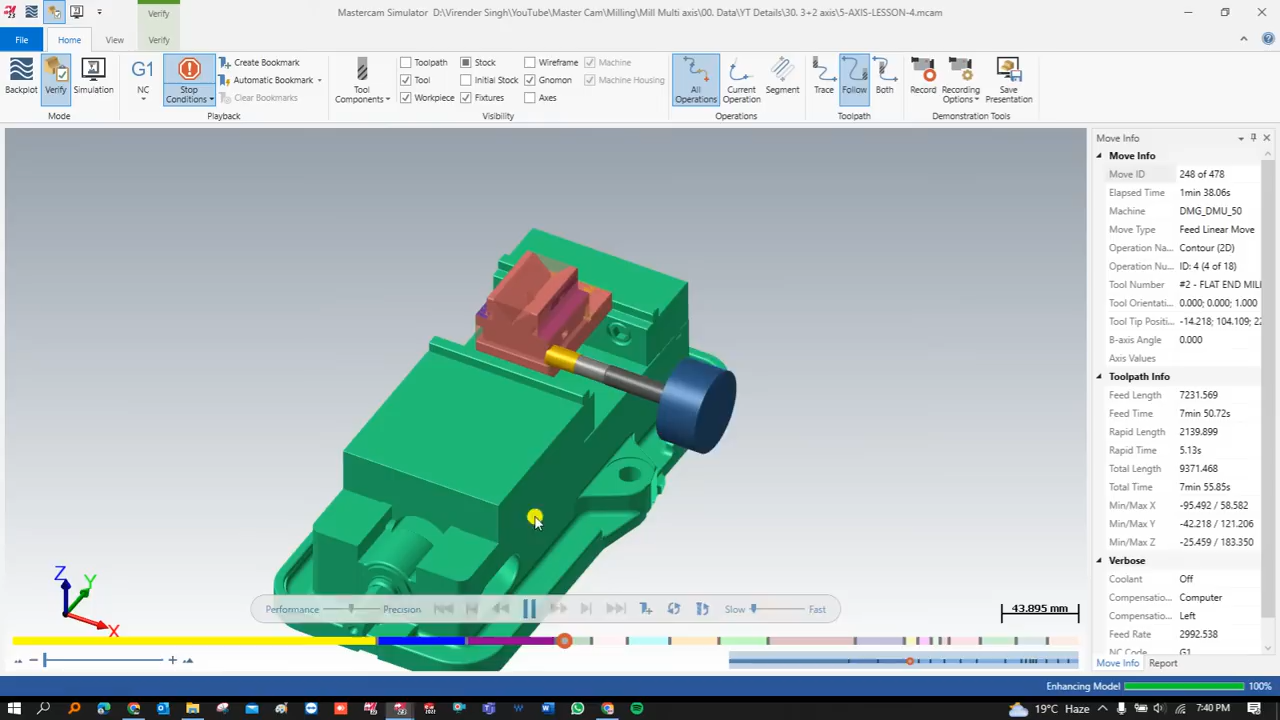 Verify
Mastercam Simulator D:\Virender Singh\YouTube\Master Cam\Milling\Mill Multi axis\00. Data\YT Details\30. 3+2 axis\5-AXIS-LESSON-4.mcam
File
Home
View
Verify
Backplot
Verify
Simulation
Mode
G1
NC
Stop
Conditions
Create Bookmark
Automatic Bookmark
Clear Bookmarks
Playback
Tool
Components
Toolpath
Stock
Wireframe
Machine
Tool
Initial Stock
Gnomon
Machine Housing
Workpiece
Fixtures
Axes
Visibility
All
Operations
Current
Operation
Segment
Operations
Trace
Follow
Both
Toolpath
Record
Recording
Options
Save
Presentation
Demonstration Tools
Move Info
Move Info
Move ID 248 of 478
Elapsed Time 1min 38.06s
Machine DMG_DMU_50
Move Type Feed Linear Move
Operation Na... Contour (2D)
Operation Nu... ID: 4 (4 of 18)
Tool Number #2 - FLAT END MIL
Tool Orientati... 0.000; 0.000; 1.000
Tool Tip Positi... -14.218; 104.109; 22
B-axis Angle 0.000
Axis Values
Toolpath Info
Feed Length 7231.569
Feed Time 7min 50.72s
Rapid Length 2139.899
Rapid Time 5.13s
Total Length 9371.468
Total Time 7min 55.85s
Min/Max X -95.492 / 58.582
Min/Max Y -42.218 / 121.206
Min/Max Z -25.459 / 183.350
Verbose
Coolant Off
Compensatio... Computer
Compensatio... Left
Feed Rate 2992.538
NC Code G1
Move Info Report
Z
Y
X
Performance Precision
Slow Fast
43.895 mm
Enhancing Model 100%
19°C Haze
7:40 PM